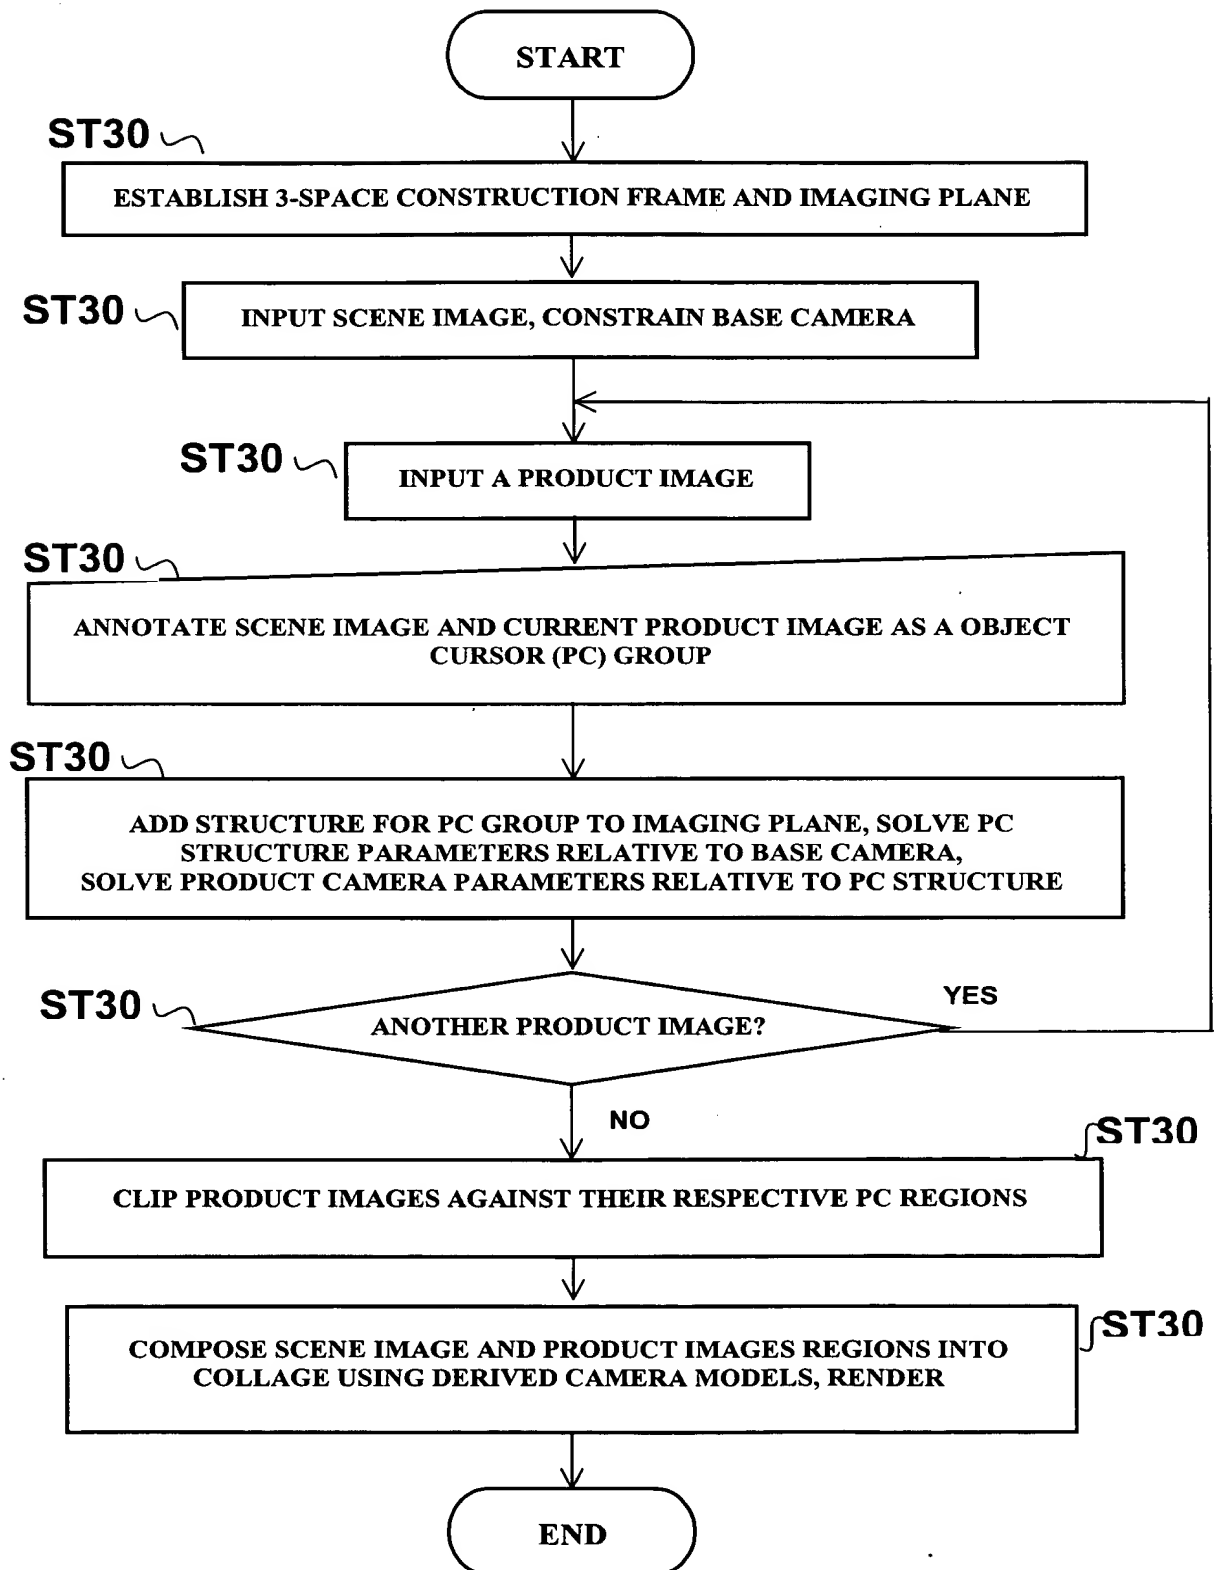 START
ST30
ESTABLISH 3-SPACE CONSTRUCTION FRAME AND IMAGING PLANE
ST30
INPUT SCENE IMAGE, CONSTRAIN BASE CAMERA
ST30
INPUT A PRODUCT IMAGE
ST30
ANNOTATE SCENE IMAGE AND CURRENT PRODUCT IMAGE AS A OBJECT
CURSOR (PC) GROUP
ST30
ADD STRUCTURE FOR PC GROUP TO IMAGING PLANE, SOLVE PC
STRUCTURE PARAMETERS RELATIVE TO BASE CAMERA,
SOLVE PRODUCT CAMERA PARAMETERS RELATIVE TO PC STRUCTURE
ST30
ANOTHER PRODUCT IMAGE?
YES
NO
ST30
CLIP PRODUCT IMAGES AGAINST THEIR RESPECTIVE PC REGIONS
ST30
COMPOSE SCENE IMAGE AND PRODUCT IMAGES REGIONS INTO
COLLAGE USING DERIVED CAMERA MODELS, RENDER
END